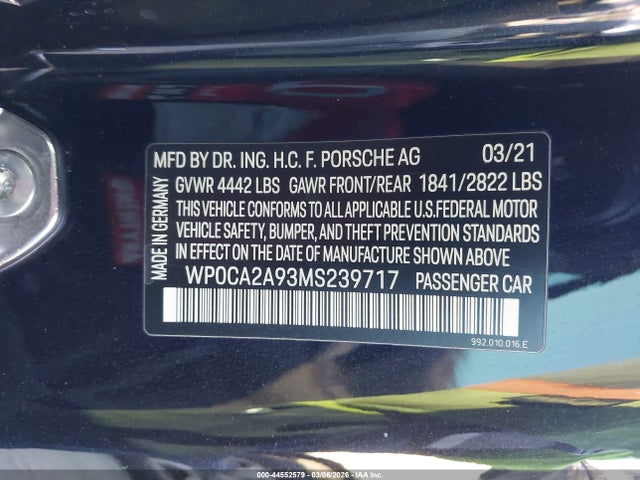 MFD BY DR. ING. H.C. F. PORSCHE AG 03/21
GVWR 4442 LBS GAWR FRONT/REAR 1841/2822 LBS
THIS VEHICLE CONFORMS TO ALL APPLICABLE U.S.FEDERAL MOTOR
VEHICLE SAFETY, BUMPER, AND THEFT PREVENTION STANDARDS
IN EFFECT ON THE DATE OF MANUFACTURE SHOWN ABOVE.
WP0CA2A93MS239717 PASSENGER CAR
992.010.016.E
MADE IN GERMANY
000-44552579 - 03/06/2026 - IAAI.com